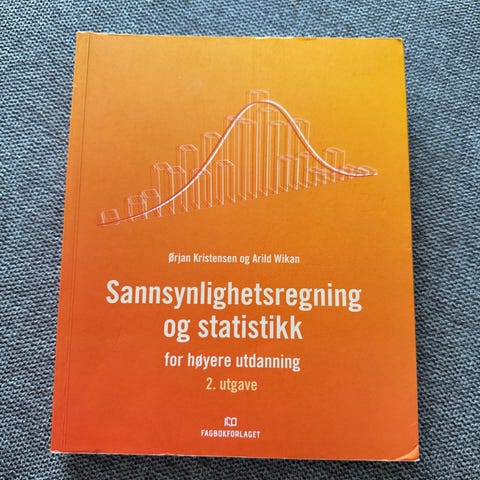 Ørjan Kristensen og Arild Wikan
Sannsynlighetsregning
og statistikk
for høyere utdanning
2. utgave
FAGBOKFORLAGET